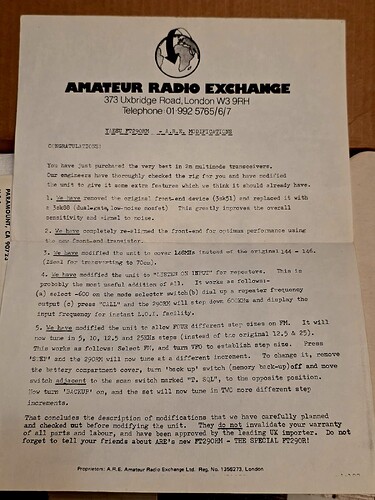 AMATEUR RADIO EXCHANGE
373 Uxbridge Road, London W3 9RH
Telephone: 01-992 5765/6/7
YAESU FT290RM - A.R.E. MODIFICATIONS
CONGRATULATIONS!
You have just purchased the very best in 2m multimode transceivers.
Our engineers have thoroughly checked the rig for you and have modified
the unit to give it some extra features which we think it should already have.
1. We have removed the original front-end device (3sk51) and replaced it
with a 3sk88 (dual-gate, low-noise mosfet) This greatly improves the overall
sensitivity and signal to noise.
2. We have completely re-aligned the front-end for optimum performance using
the new front-end transistor.
3. We have modified the unit to cover instead of the original 144 - 146.
(Ideal for transverting to 70cm).
4. We have modified the unit to "LISTEN ON INPUT" for repeaters. This is
probably the most useful addition of all. It works as follows:-
(a) select -600 on the mode selector switch(b) dial up a repeater frequency
output (c) press "CALL" and the 290RM will step down 600KHz and display the
input frequency for instant L.O.I. facility.
5. We have modified the unit to allow FOUR different step sizes on FM. It will
now tune in 5, 10, 12.5 and 25KHz steps (instead of the original 12.5 & 25).
This works as follows: Select FM, and turn VFO to establish step size. Press
"STEP" and the 290RM will now tune at a different increment. To change it, remove
the battery compartment cover, turn 'back up' switch (memory back-up) off and move
switch adjacent to the scan switch marked "T. SQL", to the opposite position.
Now turn 'BACKUP' on, and the set will now tune in TWO more different step
increments.
That concludes the description of modifications that we have carefully planned
and checked out before modifying the unit. They do not invalidate your warranty
of all parts and labour, and have been approved by the leading UK importer. Do not
forget to tell your friends about ARE's new FT290RM - THE SPECIAL FT290R!
Proprietors: A.R.E. Amateur Radio Exchange Ltd. Reg. No. 1356273, London
PARAMOUNT, CA 90723